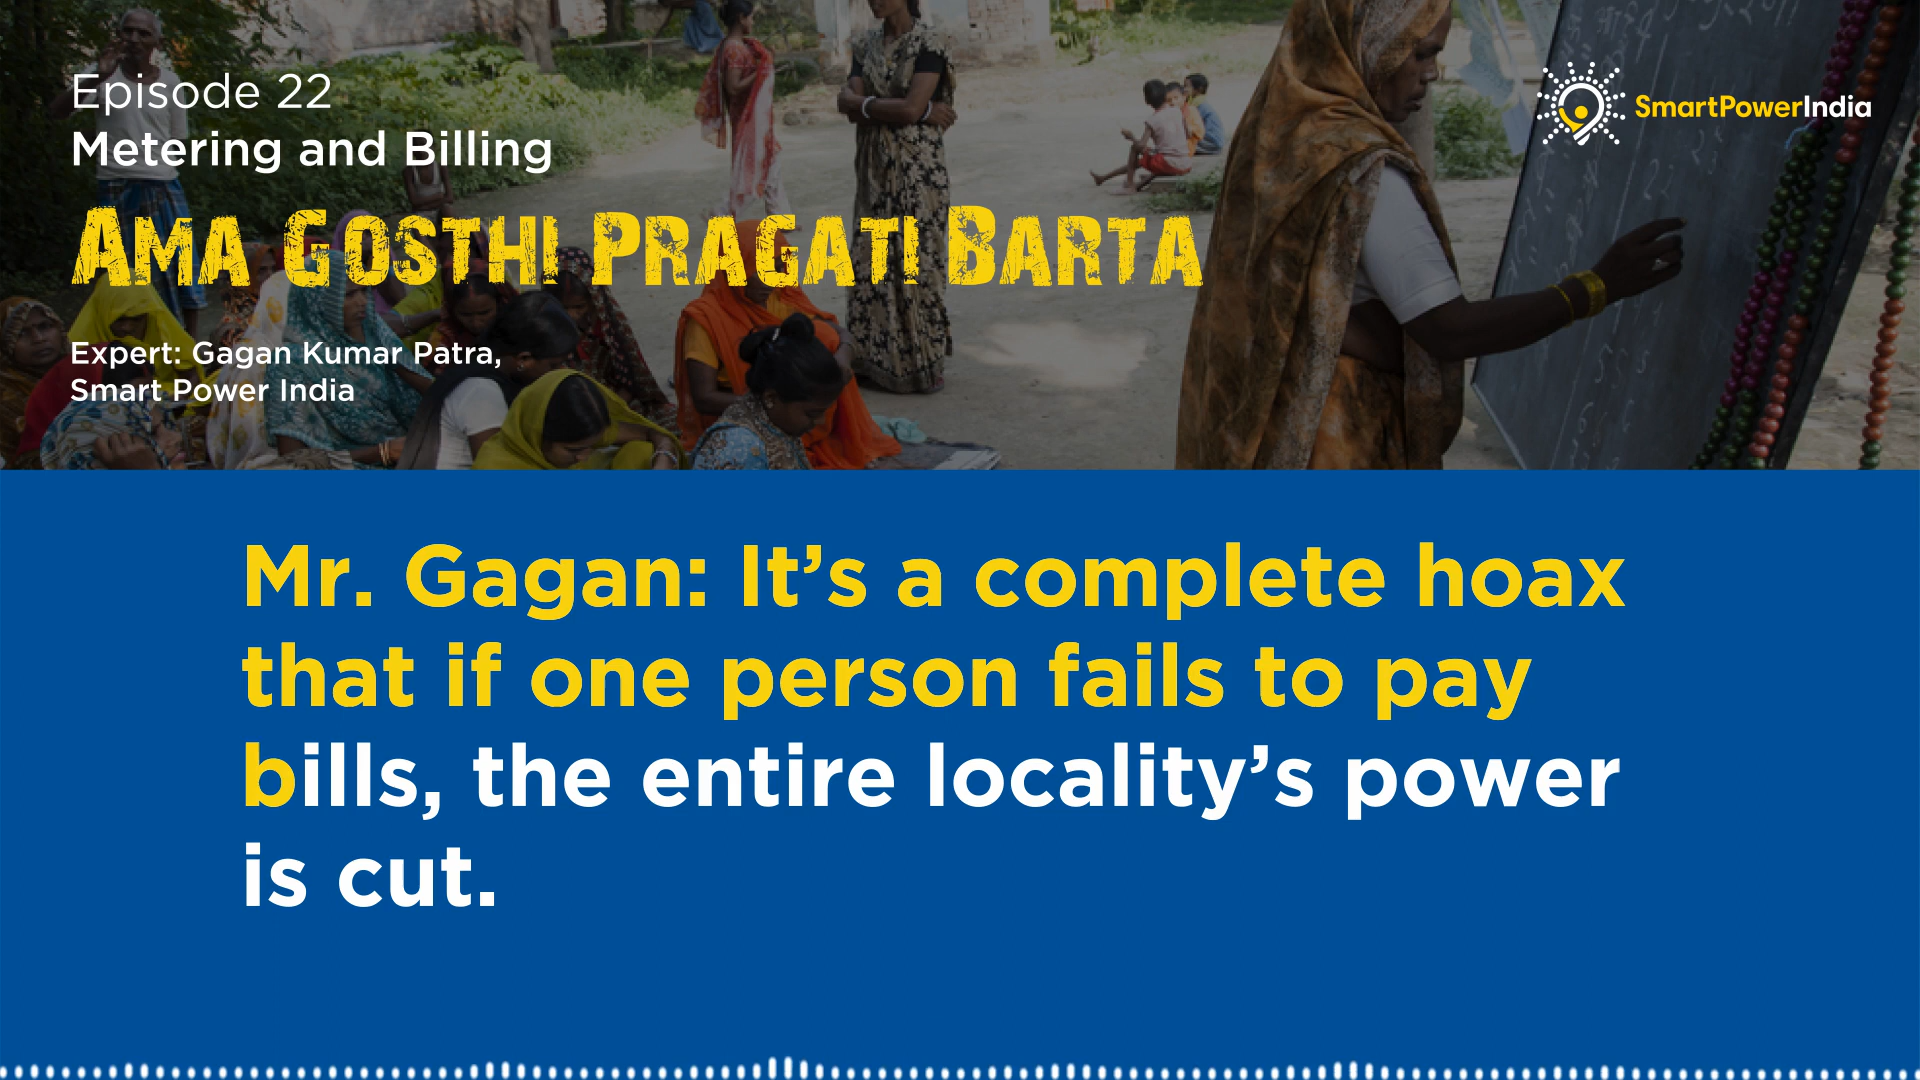 Episode 22
Metering and Billing
SmartPowerIndia
AMA GOSTHI PRAGATI BARTA
Expert: Gagan Kumar Patra,
Smart Power India
Mr. Gagan: It’s a complete hoax
that if one person fails to pay
bills, the entire locality’s power
is cut.